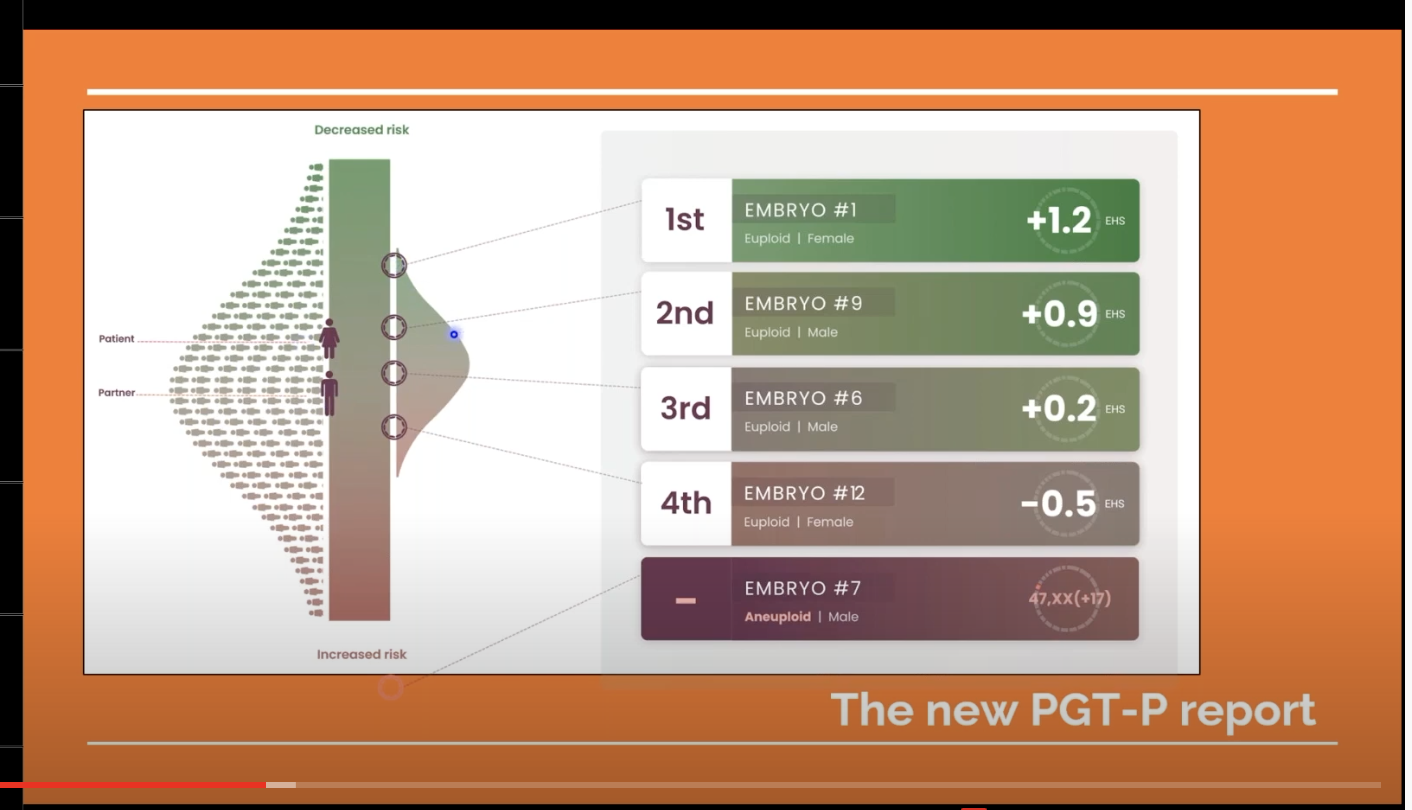 Decreased risk
Patient
Partner
Increased risk
1st
EMBRYO #1
Euploid | Female
+1.2 EHS
2nd
EMBRYO #9
Euploid | Male
+0.9 EHS
3rd
EMBRYO #6
Euploid | Male
+0.2 EHS
4th
EMBRYO #12
Euploid | Female
−0.5 EHS
–
EMBRYO #7
Aneuploid | Male
47,XX(+17)
The new PGT-P report